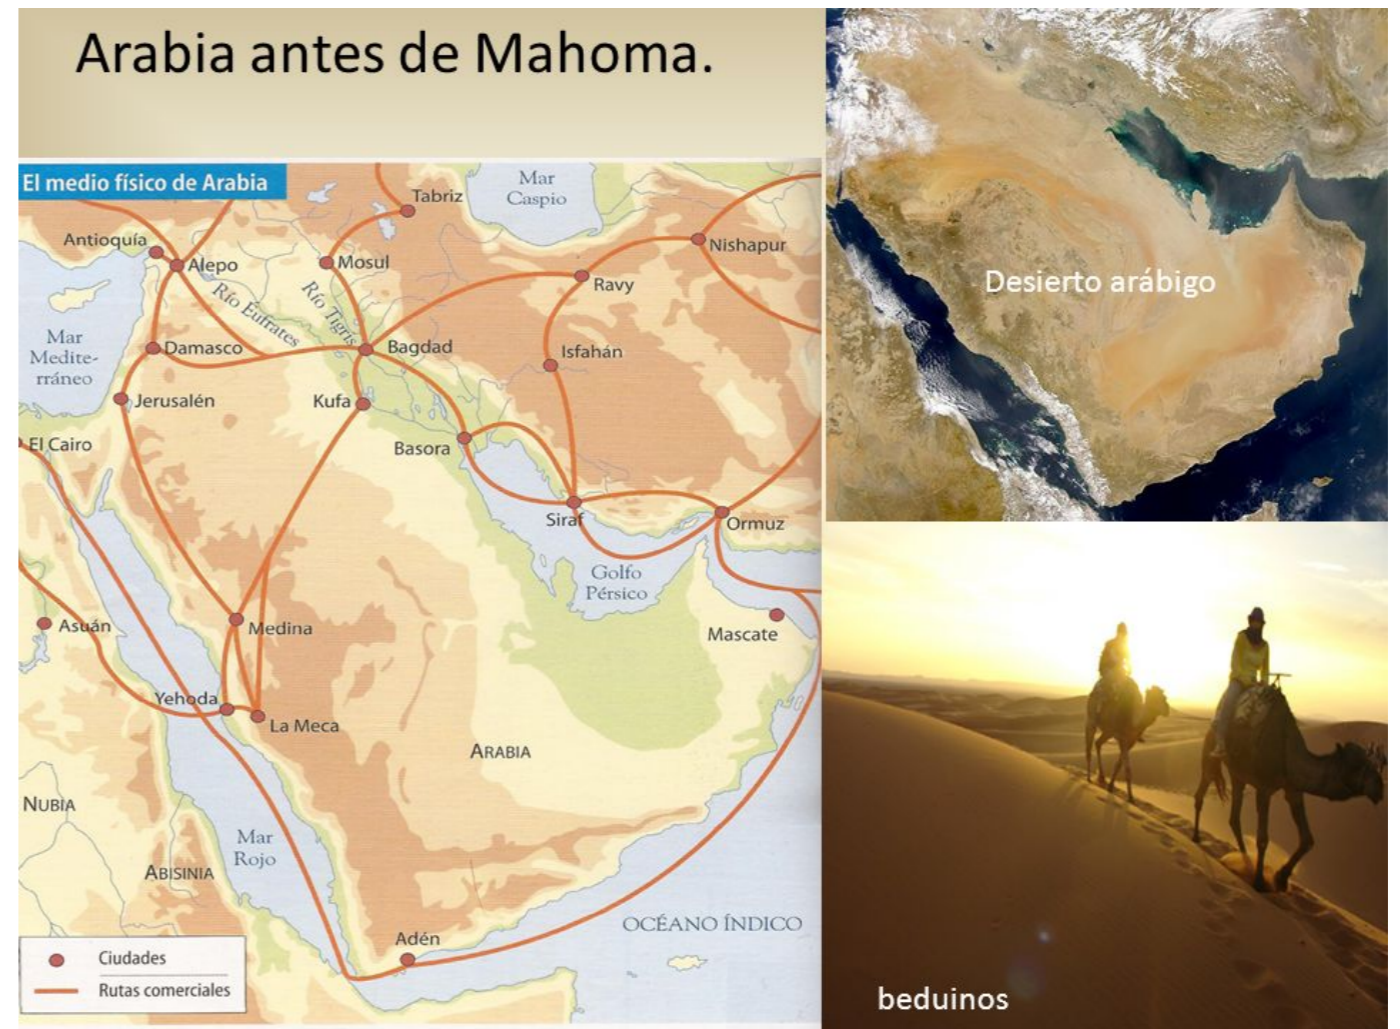 Arabia antes de Mahoma.
El medio físico de Arabia
Mar
Caspio
Tabriz
Antioquía
Alepo
Mosul
Nishapur
Ravy
Río Éufrates
Río Tigris
Mar
Medite-
rráneo
Damasco
Bagdad
Isfahán
Jerusalén
Kufa
El Cairo
Basora
Siraf
Ormuz
Golfo
Pérsico
Asuán
Medina
Mascate
Yehoda
La Meca
ARABIA
NUBIA
Mar
Rojo
ABISINIA
OCÉANO ÍNDICO
Adén
Ciudades
Rutas comerciales
Desierto arábigo
beduinos